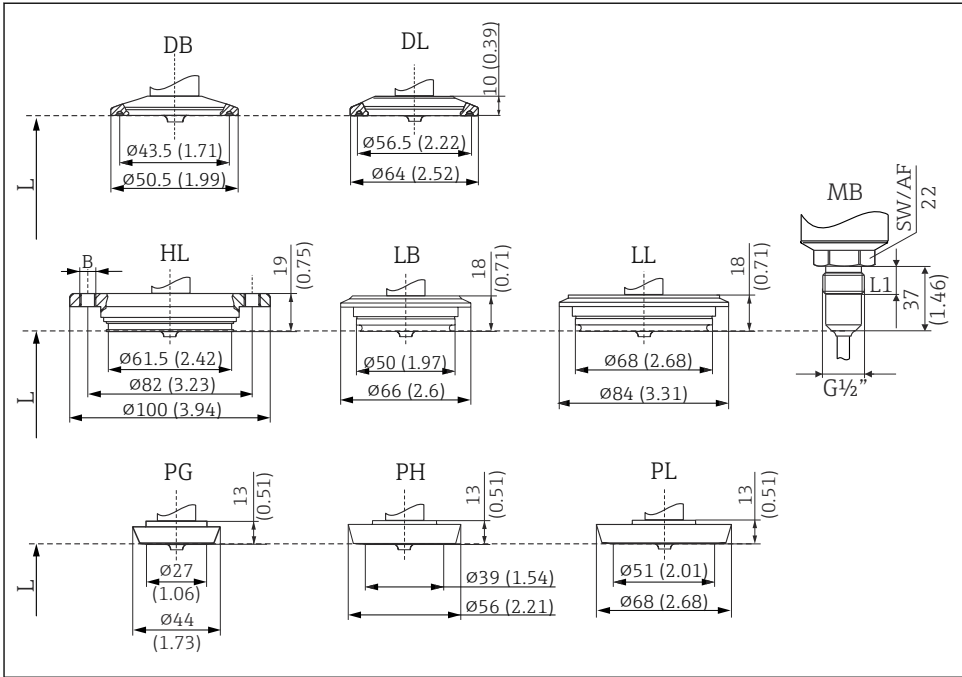 DB
DL
10 (0.39)
Ø43.5 (1.71)
Ø50.5 (1.99)
Ø56.5 (2.22)
Ø64 (2.52)
L
MB
SW/AF
22
HL
LB
LL
B
19
(0.75)
18
(0.71)
18
(0.71)
L1
37
(1.46)
Ø61.5 (2.42)
Ø82 (3.23)
Ø100 (3.94)
Ø50 (1.97)
Ø66 (2.6)
Ø68 (2.68)
Ø84 (3.31)
G½”
L
PG
PH
PL
13
(0.51)
13
(0.51)
13
(0.51)
Ø27
(1.06)
Ø44
(1.73)
Ø39 (1.54)
Ø56 (2.21)
Ø51 (2.01)
Ø68 (2.68)
L